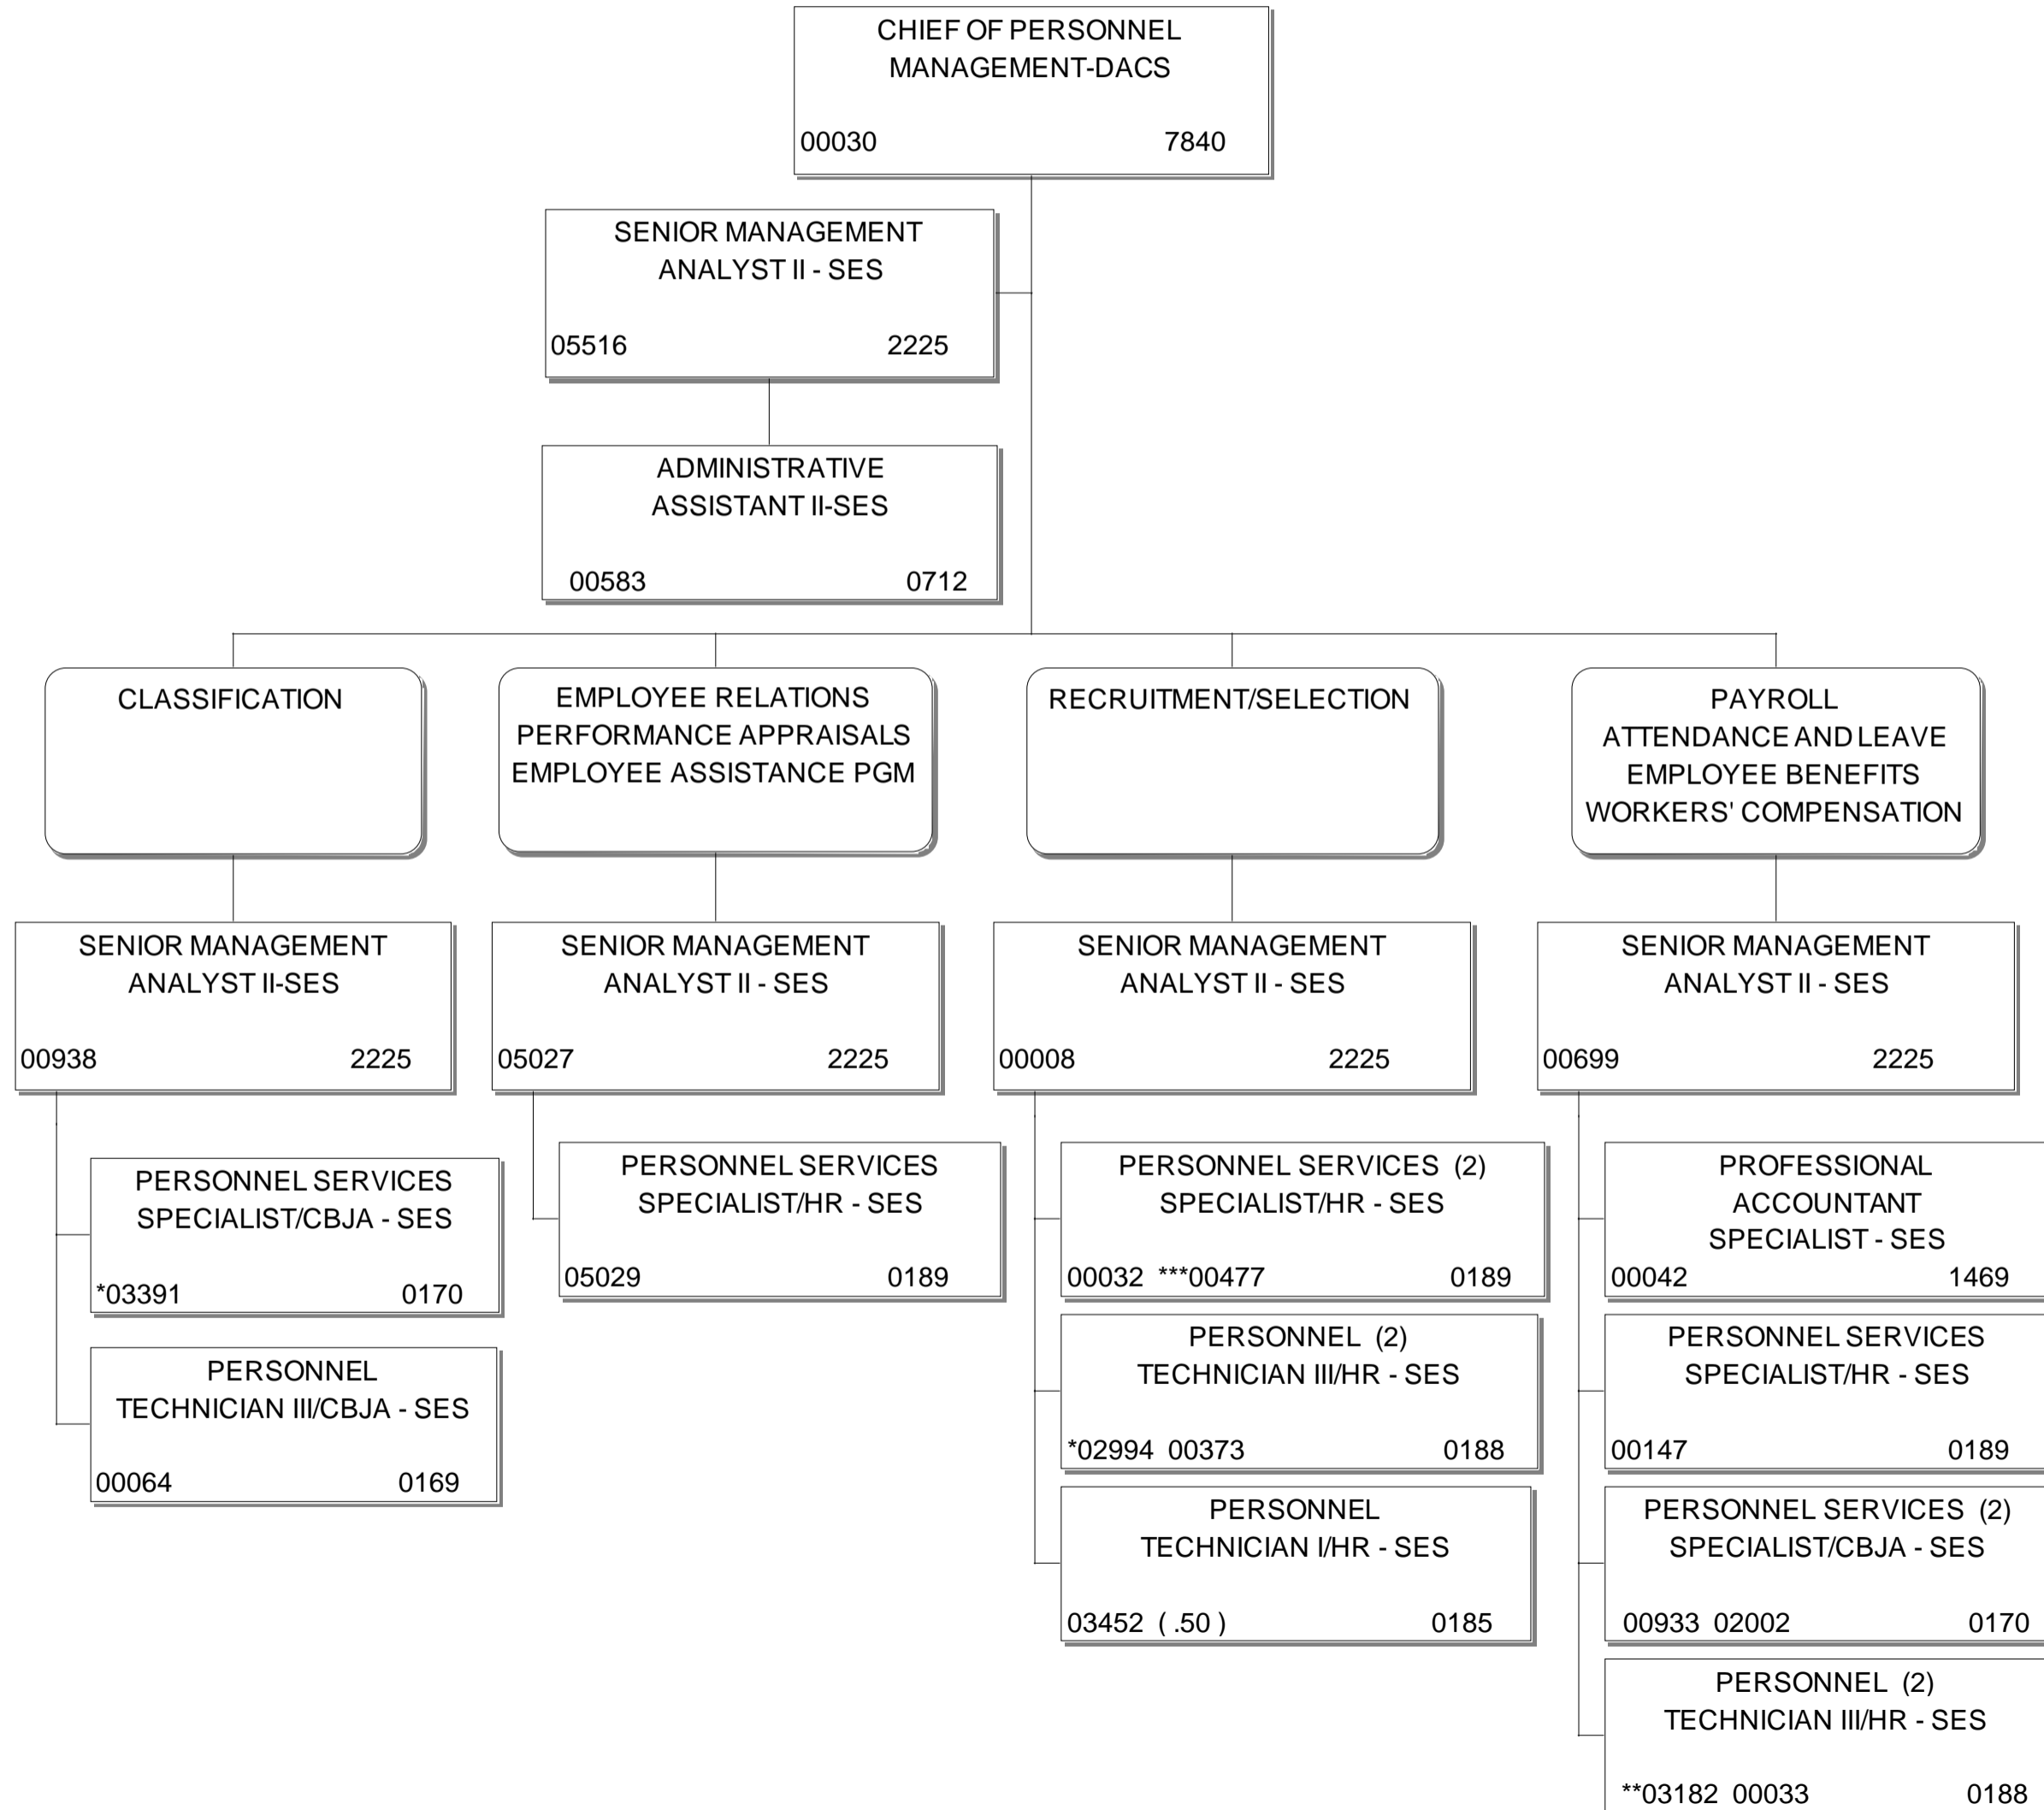 CHIEF OF PERSONNEL
MANAGEMENT-DACS
00030 7840
SENIOR MANAGEMENT
ANALYST II - SES
05516 2225
ADMINISTRATIVE
ASSISTANT II-SES
00583 0712
CLASSIFICATION
EMPLOYEE RELATIONS
PERFORMANCE APPRAISALS
EMPLOYEE ASSISTANCE PGM
RECRUITMENT/SELECTION
PAYROLL
ATTENDANCE AND LEAVE
EMPLOYEE BENEFITS
WORKERS' COMPENSATION
SENIOR MANAGEMENT
ANALYST II-SES
00938 2225
PERSONNEL SERVICES
SPECIALIST/CBJA - SES
*03391 0170
PERSONNEL
TECHNICIAN III/CBJA - SES
00064 0169
SENIOR MANAGEMENT
ANALYST II - SES
05027 2225
PERSONNEL SERVICES
SPECIALIST/HR - SES
05029 0189
SENIOR MANAGEMENT
ANALYST II - SES
00008 2225
PERSONNEL SERVICES (2)
SPECIALIST/HR - SES
00032 ***00477 0189
PERSONNEL (2)
TECHNICIAN III/HR - SES
*02994 00373 0188
PERSONNEL
TECHNICIAN I/HR - SES
03452 ( .50 ) 0185
SENIOR MANAGEMENT
ANALYST II - SES
00699 2225
PROFESSIONAL
ACCOUNTANT
SPECIALIST - SES
00042 1469
PERSONNEL SERVICES
SPECIALIST/HR - SES
00147 0189
PERSONNEL SERVICES (2)
SPECIALIST/CBJA - SES
00933 02002 0170
PERSONNEL (2)
TECHNICIAN III/HR - SES
**03182 00033 0188